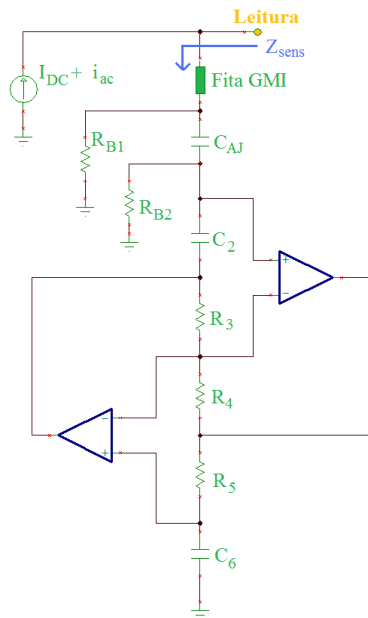 Leitura
Z_sens
I_DC + i_ac
Fita GMI
R_B1
C_AJ
R_B2
C_2
+
−
R_3
−
R_4
+
R_5
C_6